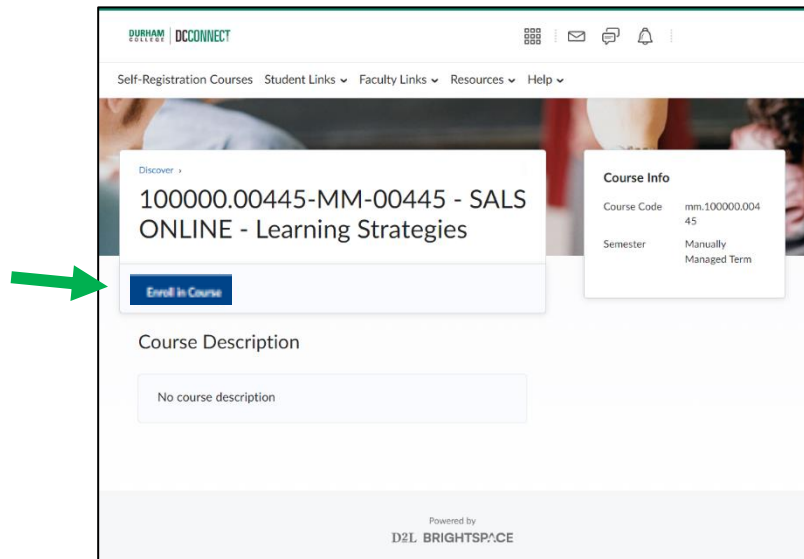 DURHAM COLLEGE DCCONNECT
Self-Registration Courses Student Links Faculty Links Resources Help
Discover ›
100000.00445-MM-00445 - SALS
ONLINE - Learning Strategies
Enroll in Course
Course Info
Course Code mm.100000.004
45
Semester Manually
Managed Term
Course Description
No course description
Powered by
D2L BRIGHTSPACE